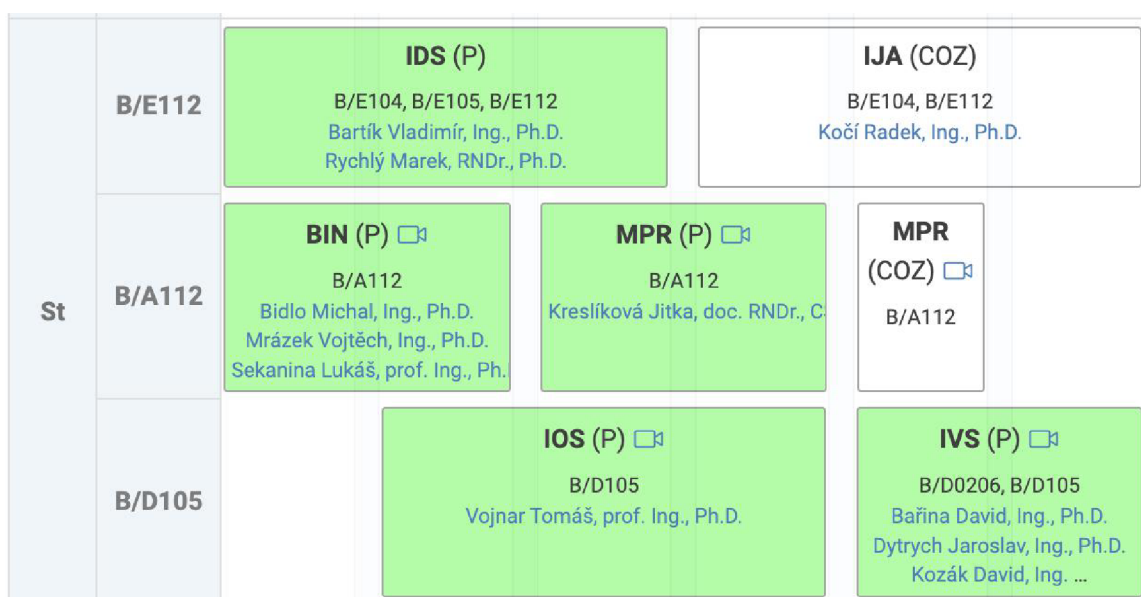 St
B/E112
IDS (P)
B/E104, B/E105, B/E112
Bartík Vladimír, Ing., Ph.D.
Rychlý Marek, RNDr., Ph.D.
IJA (COZ)
B/E104, B/E112
Kočí Radek, Ing., Ph.D.
B/A112
BIN (P)
B/A112
Bidlo Michal, Ing., Ph.D.
Mrázek Vojtěch, Ing., Ph.D.
Sekanina Lukáš, prof. Ing., Ph.
MPR (P)
B/A112
Kreslíková Jitka, doc. RNDr., C
MPR
(COZ)
B/A112
B/D105
IOS (P)
B/D105
Vojnar Tomáš, prof. Ing., Ph.D.
IVS (P)
B/D0206, B/D105
Bařina David, Ing., Ph.D.
Dytrych Jaroslav, Ing., Ph.D.
Kozák David, Ing. ...